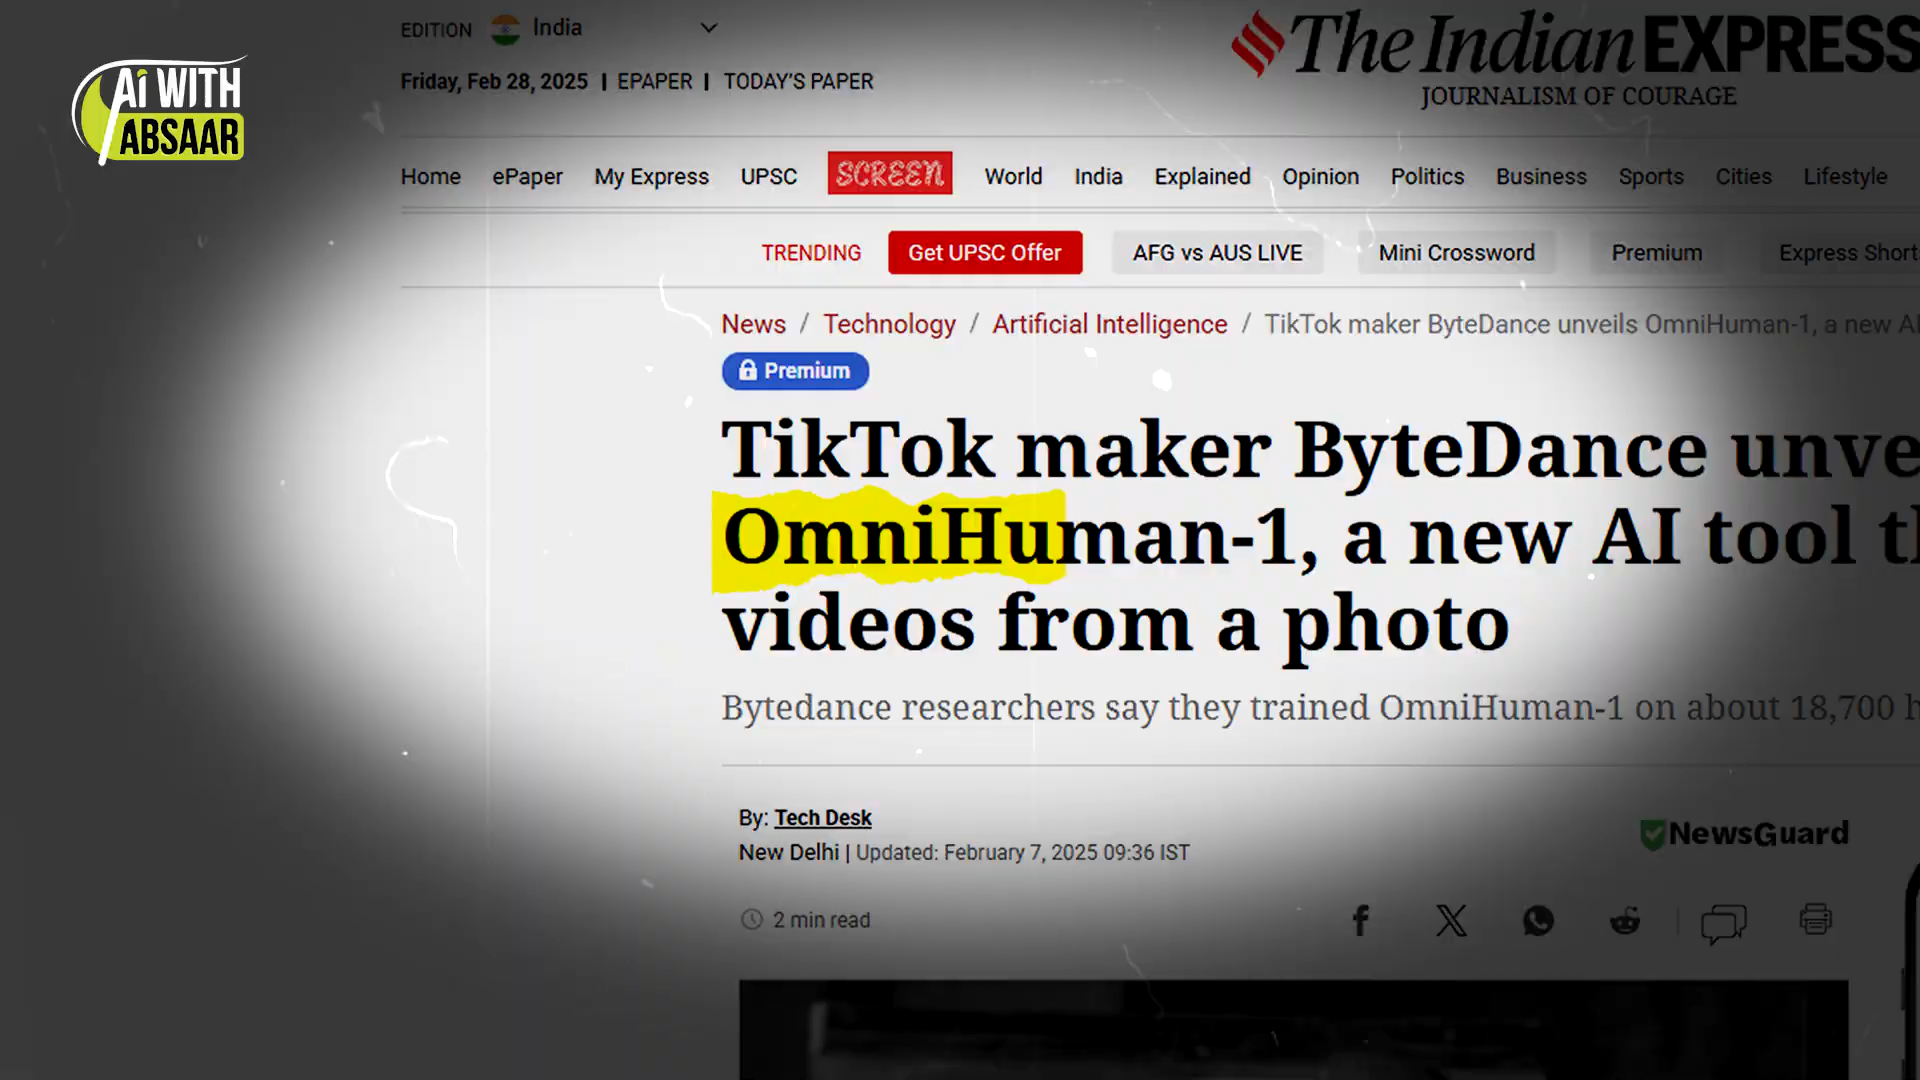 EDITION India
Friday, Feb 28, 2025 | EPAPER | TODAY'S PAPER
The Indian EXPRESS
JOURNALISM OF COURAGE
Ai WITH
ABSAAR
Home ePaper My Express UPSC SCREEN World India Explained Opinion Politics Business Sports Cities Lifestyle
TRENDING Get UPSC Offer AFG vs AUS LIVE Mini Crossword Premium Express Short
News / Technology / Artificial Intelligence / TikTok maker ByteDance unveils OmniHuman-1, a new AI
Premium
TikTok maker ByteDance unve
OmniHuman-1, a new AI tool th
videos from a photo
Bytedance researchers say they trained OmniHuman-1 on about 18,700 h
By: Tech Desk
New Delhi | Updated: February 7, 2025 09:36 IST
NewsGuard
2 min read